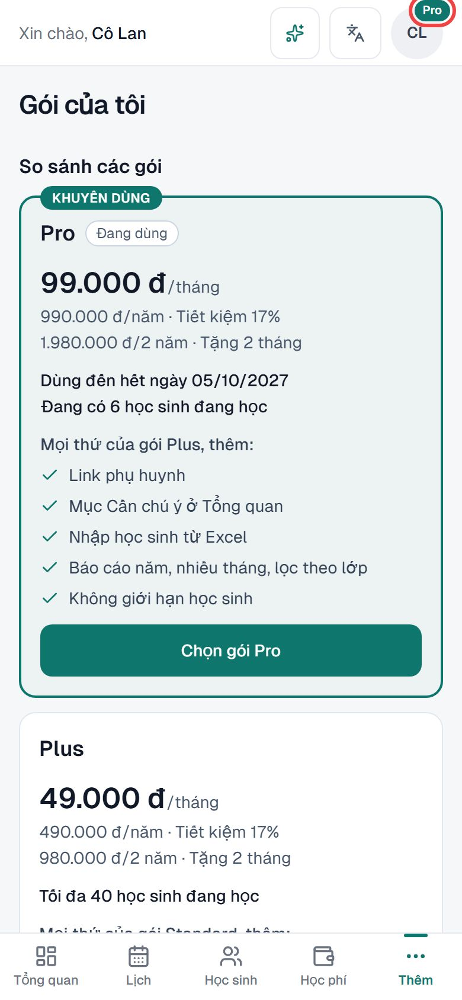 Xin chào, Cô Lan
Pro
CL
Gói của tôi
So sánh các gói
KHUYÊN DÙNG
Pro
Đang dùng
99.000 đ/tháng
990.000 đ/năm · Tiết kiệm 17%
1.980.000 đ/2 năm · Tặng 2 tháng
Dùng đến hết ngày 05/10/2027
Đang có 6 học sinh đang học
Mọi thứ của gói Plus, thêm:
Link phụ huynh
Mục Cần chú ý ở Tổng quan
Nhập học sinh từ Excel
Báo cáo năm, nhiều tháng, lọc theo lớp
Không giới hạn học sinh
Chọn gói Pro
Plus
49.000 đ/tháng
490.000 đ/năm · Tiết kiệm 17%
980.000 đ/2 năm · Tặng 2 tháng
Tối đa 40 học sinh đang học
Mọi thứ của gói Standard, thêm:
Tổng quan
Lịch
Học sinh
Học phí
Thêm